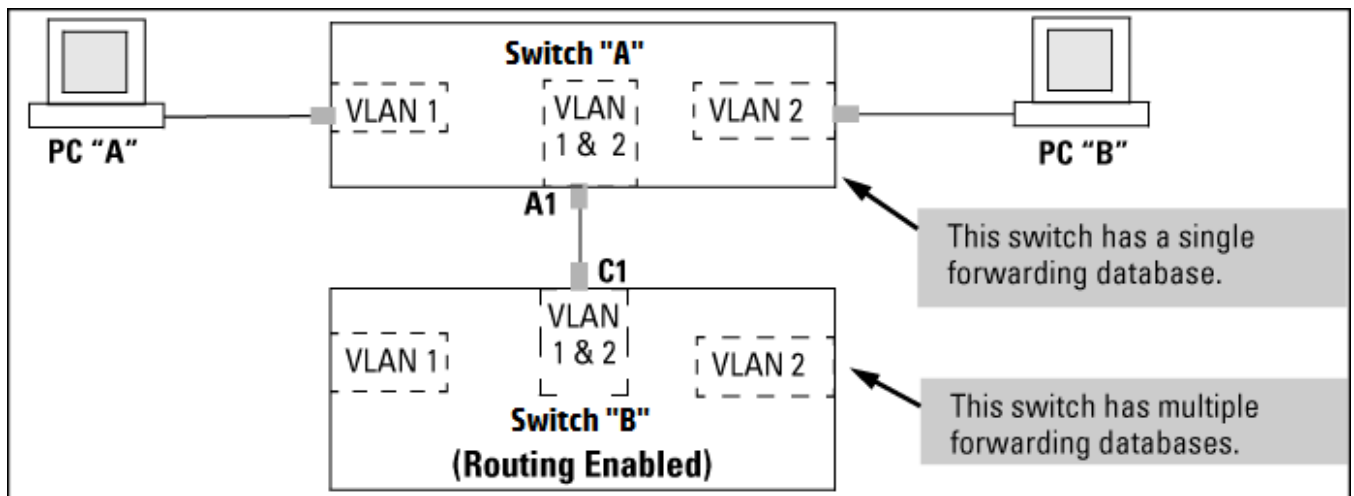 Switch "A"
VLAN 1
VLAN
1 & 2
VLAN 2
PC “A”
PC “B”
A1
This switch has a single
forwarding database.
C1
VLAN
1 & 2
VLAN 1
VLAN 2
Switch "B"
(Routing Enabled)
This switch has multiple
forwarding databases.